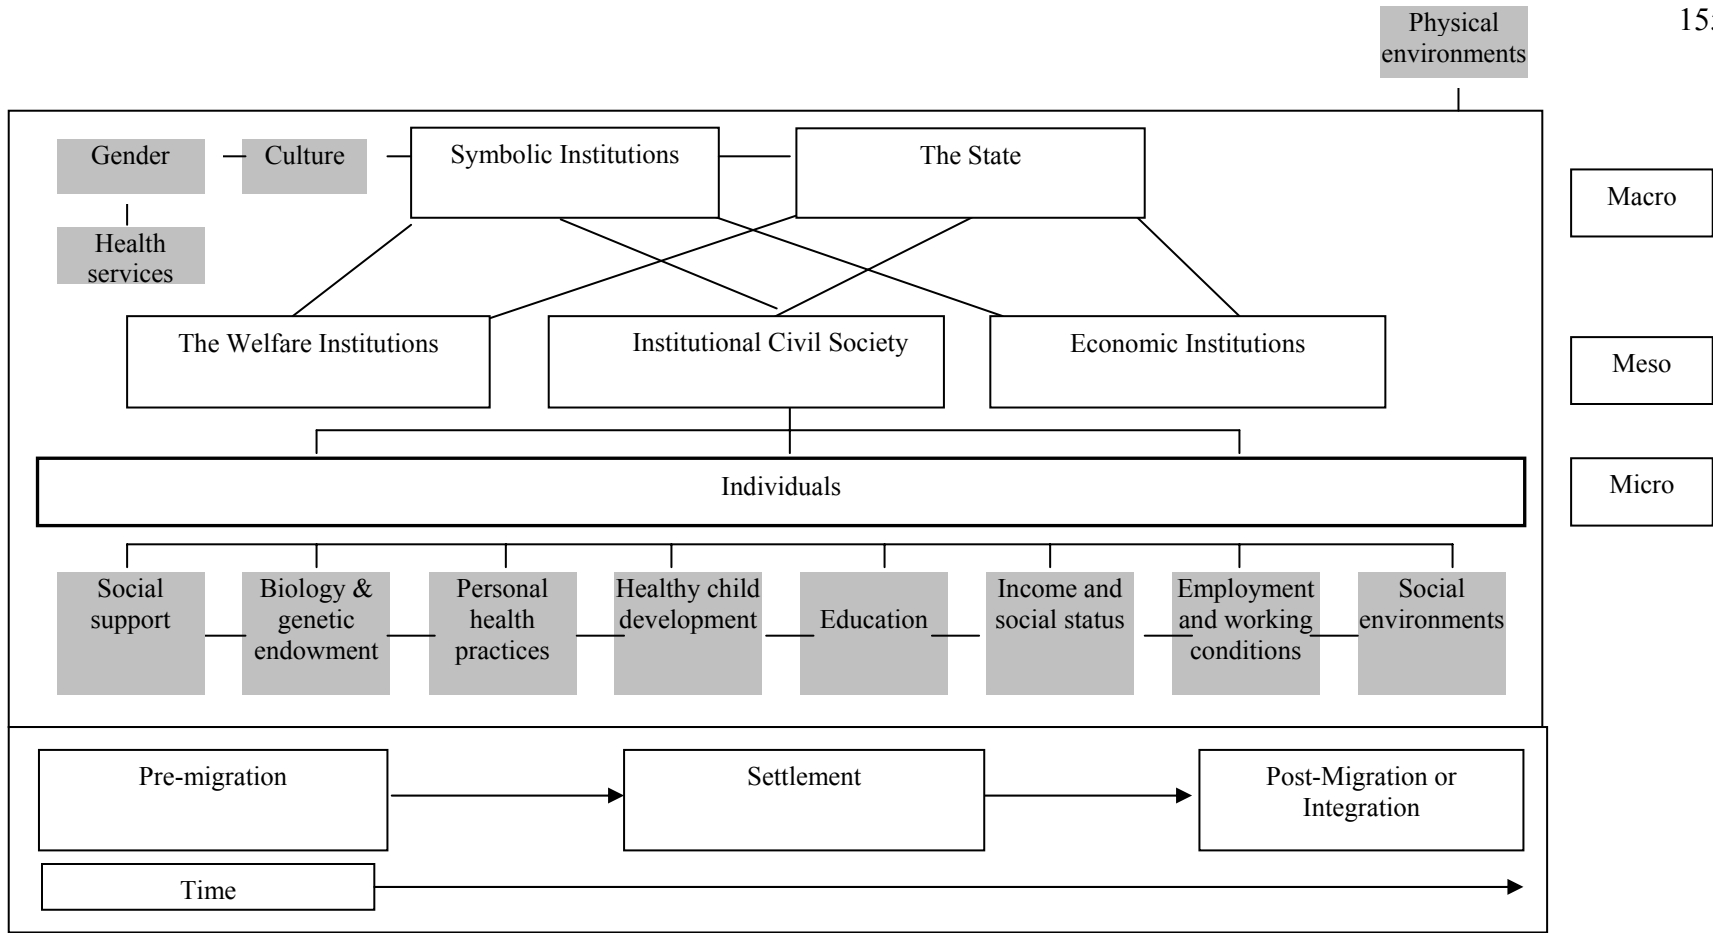 Physical
environments
Gender
Culture
Symbolic Institutions
The State
Macro
Health
services
The Welfare Institutions
Institutional Civil Society
Economic Institutions
Meso
Individuals
Micro
Social
support
Biology &
genetic
endowment
Personal
health
practices
Healthy child
development
Education
Income and
social status
Employment
and working
conditions
Social
environments
Pre-migration
Settlement
Post-Migration or
Integration
Time